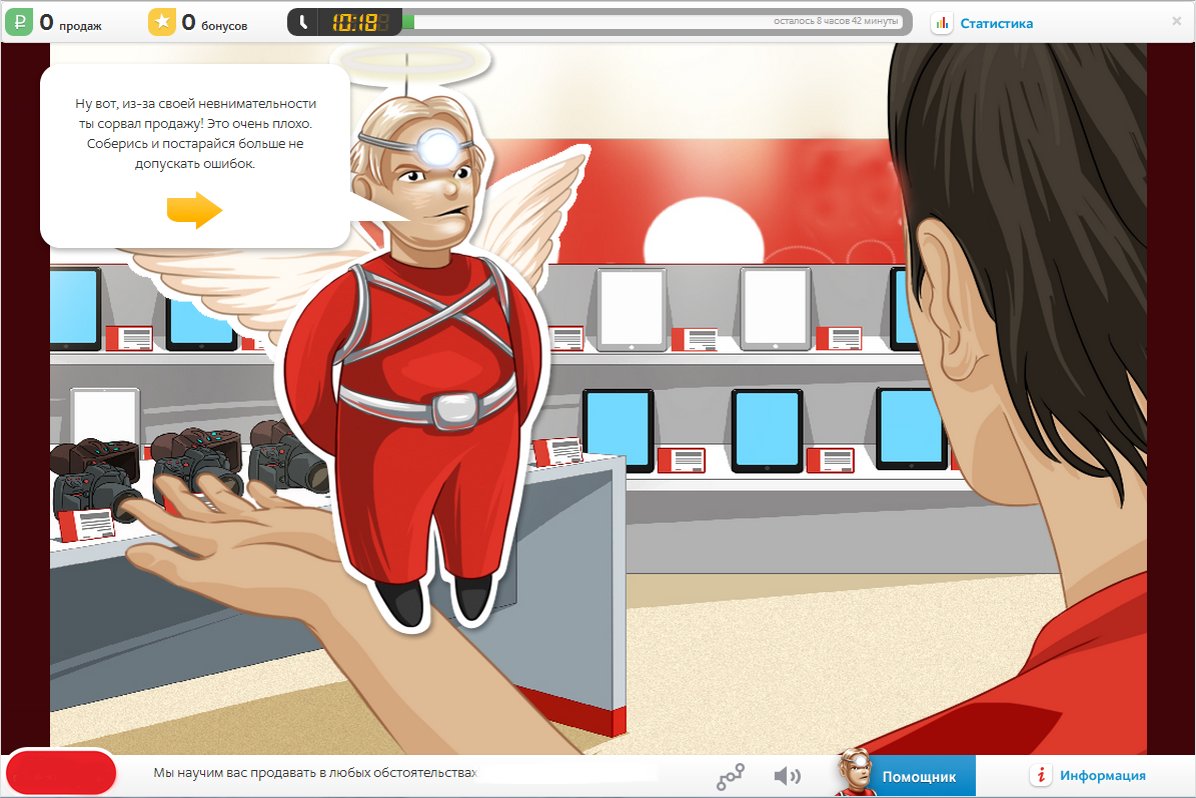 0 продаж
0 бонусов
10:18
осталось 8 часов 42 минуты
Статистика
Ну вот, из-за своей невнимательности
ты сорвал продажу! Это очень плохо.
Соберись и постарайся больше не
допускать ошибок.
Мы научим вас продавать в любых обстоятельствах
Помощник
Информация